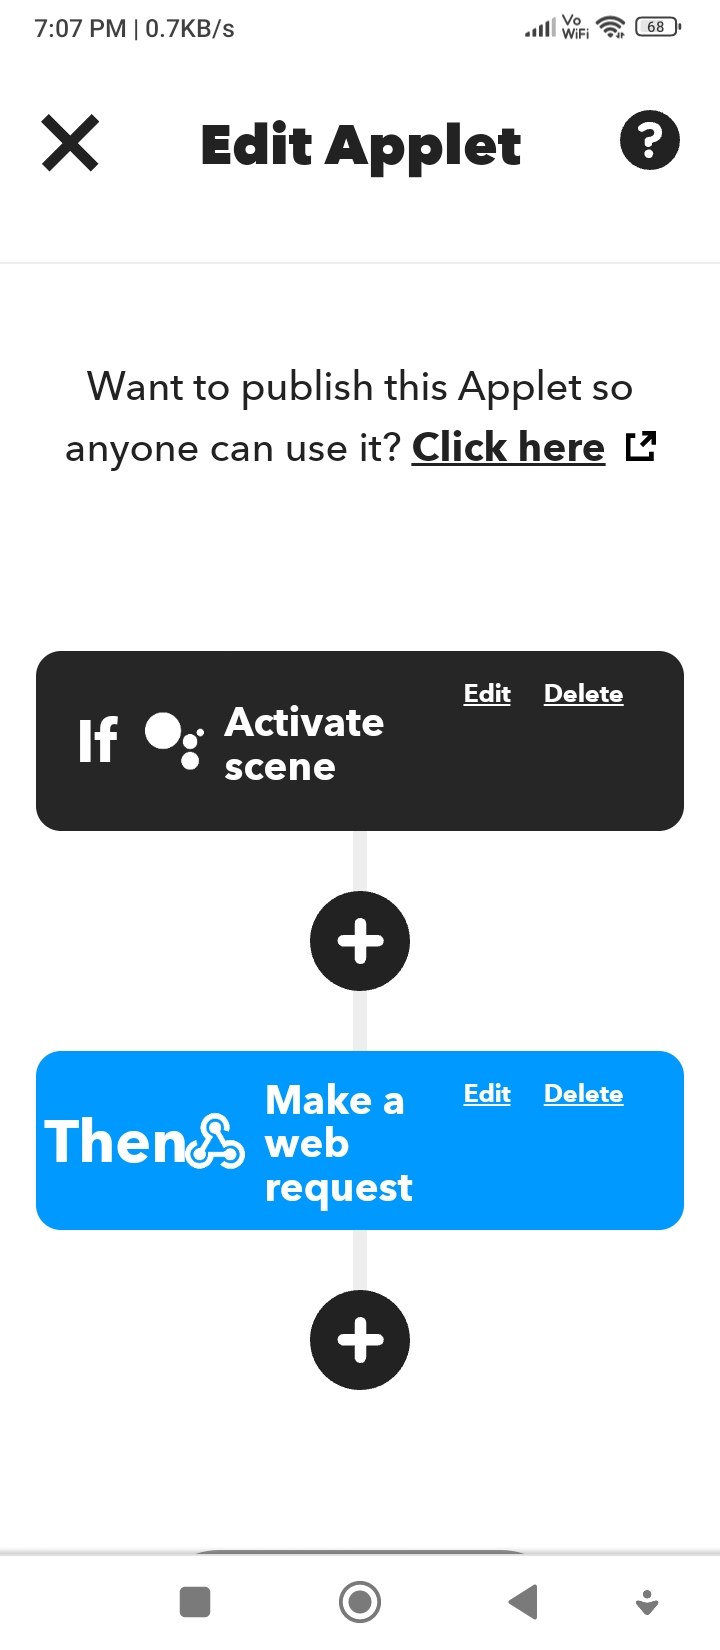 7:07 PM | 0.7KB/s
Vo
WiFi
68
Edit Applet
?
Want to publish this Applet so
anyone can use it? Click here
Edit Delete
If Activate
scene
Edit Delete
Then Make a
web
request